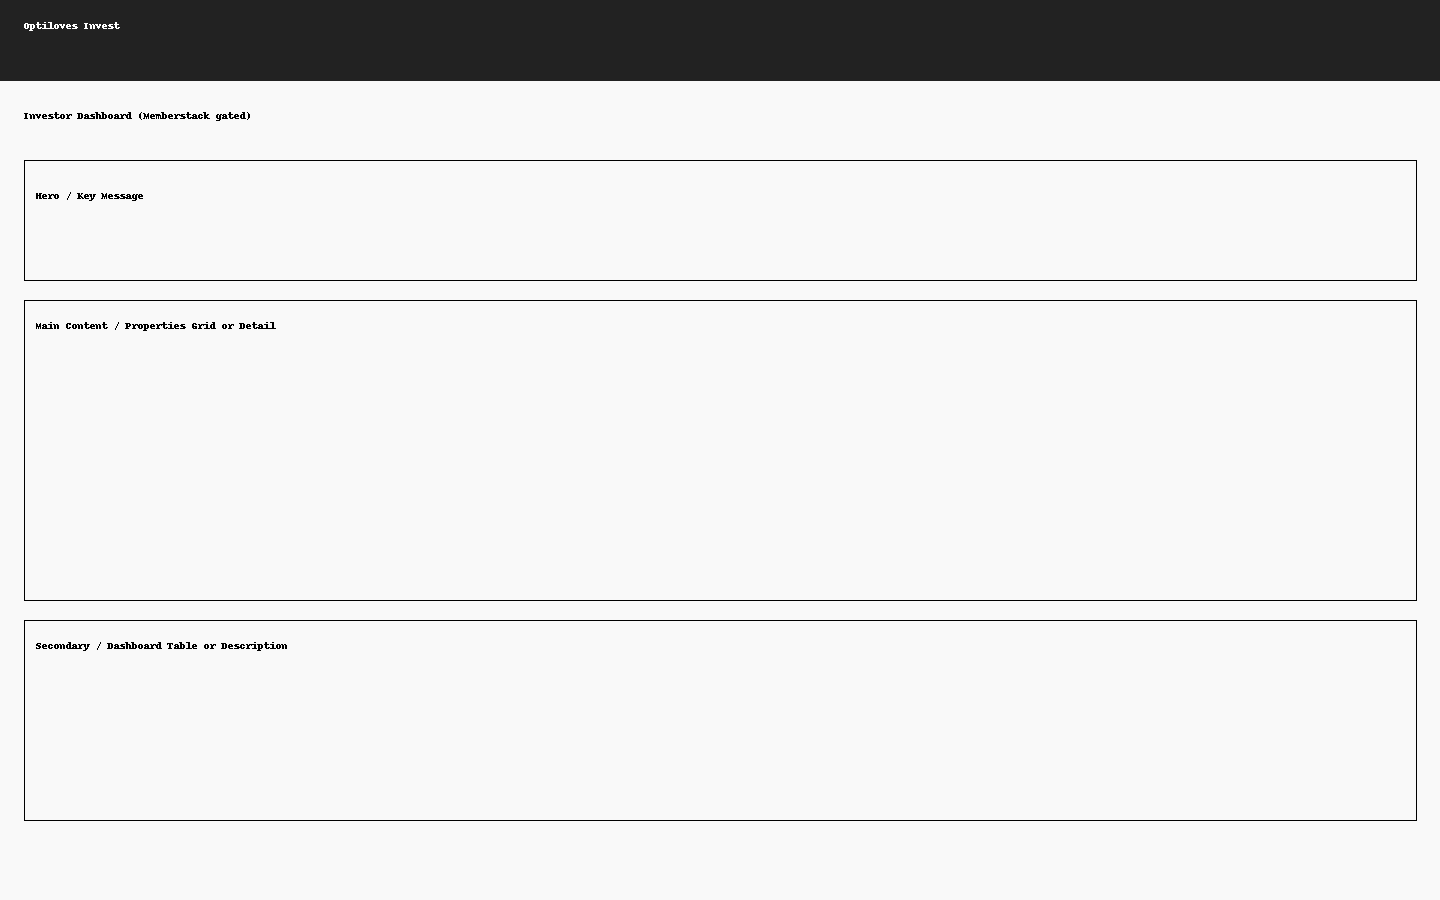 Optiloves Invest
Investor Dashboard (Memberstack gated)
Hero / Key Message
Main Content / Properties Grid or Detail
Secondary / Dashboard Table or Description